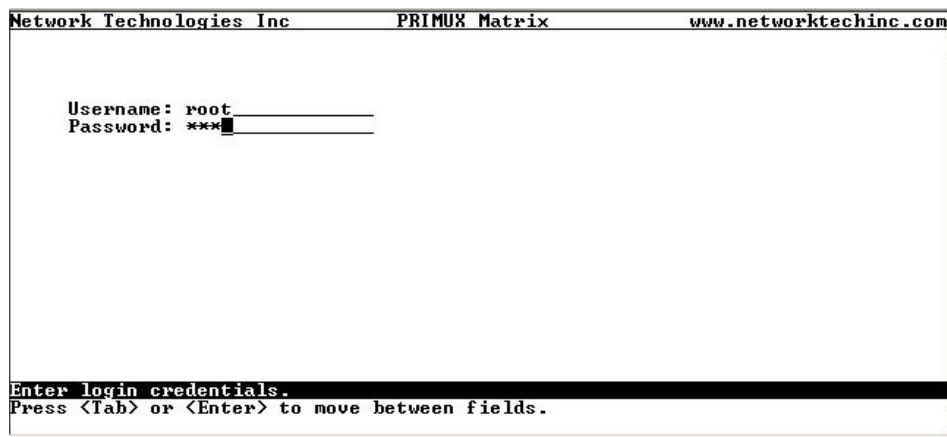 Network Technologies Inc PRIMUX Matrix www.networktechinc.com
Username: root
Password: ***
Enter login credentials.
Press <Tab> or <Enter> to move between fields.